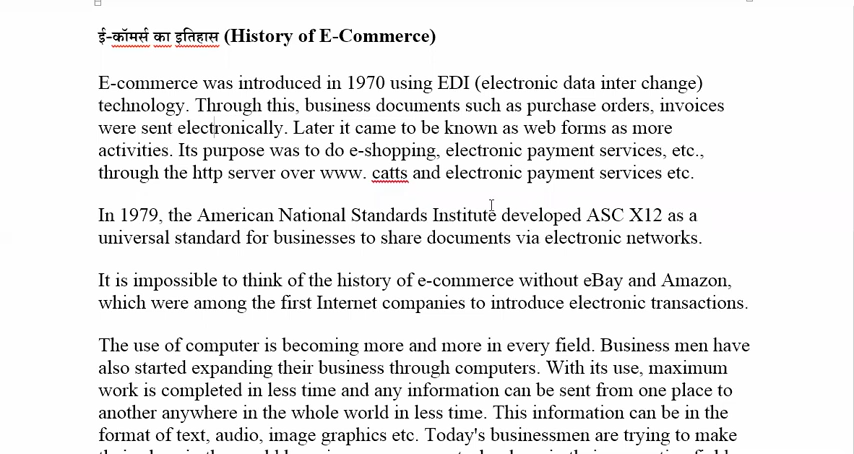 ई-कॉमर्स का इतिहास (History of E-Commerce)
E-commerce was introduced in 1970 using EDI (electronic data inter change)
technology. Through this, business documents such as purchase orders, invoices
were sent electronically. Later it came to be known as web forms as more
activities. Its purpose was to do e-shopping, electronic payment services, etc.,
through the http server over www. catts and electronic payment services etc.
In 1979, the American National Standards Institute developed ASC X12 as a
universal standard for businesses to share documents via electronic networks.
It is impossible to think of the history of e-commerce without eBay and Amazon,
which were among the first Internet companies to introduce electronic transactions.
The use of computer is becoming more and more in every field. Business men have
also started expanding their business through computers. With its use, maximum
work is completed in less time and any information can be sent from one place to
another anywhere in the whole world in less time. This information can be in the
format of text, audio, image graphics etc. Today's businessmen are trying to make